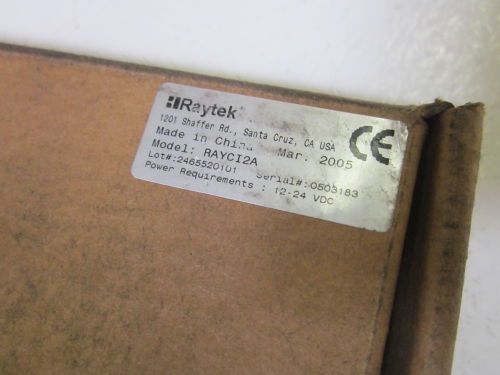 Raytek
1201 Shaffer Rd., Santa Cruz, CA USA
Made in China Mar. 2005
Model: RAYCI2A
Lot#:2465520101 Serial#:0503183
Power Requirements : 12-24 VDC
CE